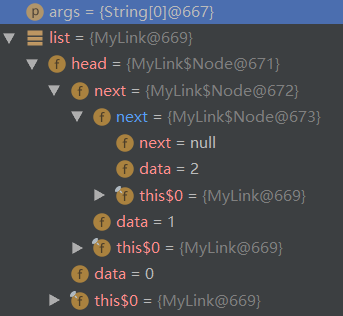 args = {String[0]@667}
list = {MyLink@669}
head = {MyLink$Node@671}
next = {MyLink$Node@672}
next = {MyLink$Node@673}
next = null
data = 2
this$0 = {MyLink@669}
data = 1
this$0 = {MyLink@669}
data = 0
this$0 = {MyLink@669}